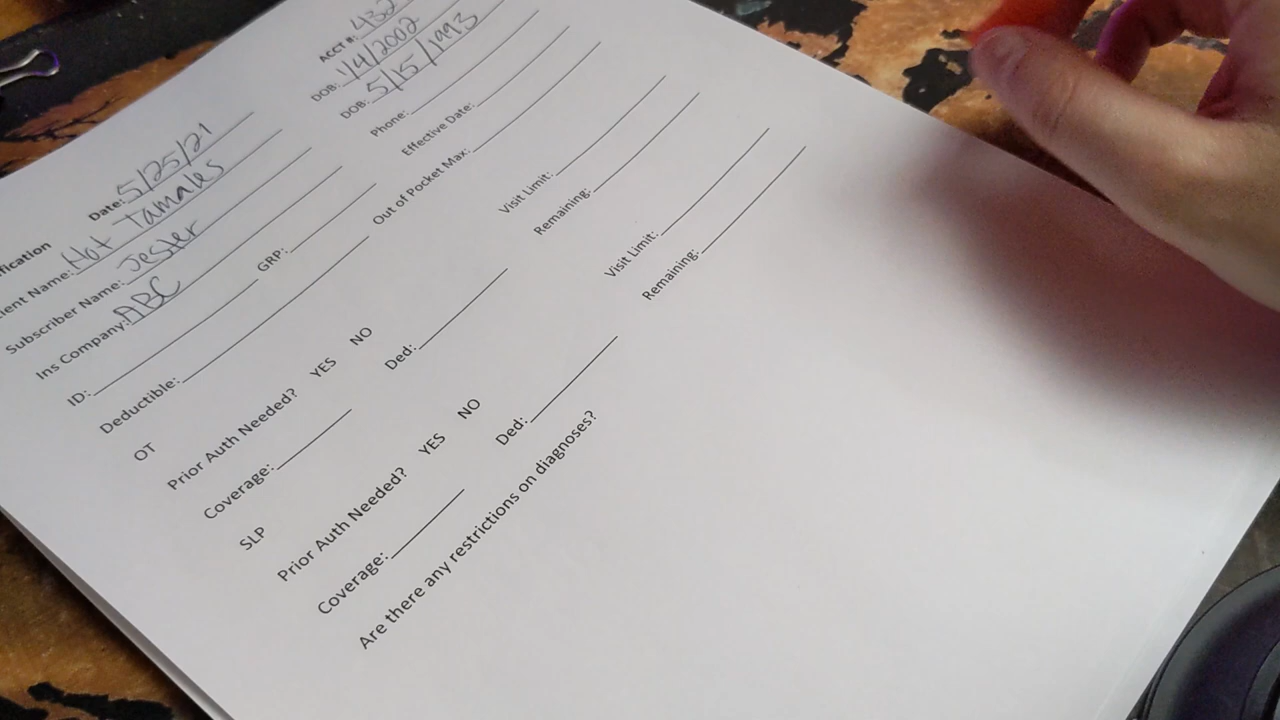 ification
Date: 5/25/21 ACCT #: 432
ient Name: Hot Tamales DOB: 1/4/2002
Subscriber Name: Jester DOB: 5/15/1993
Ins Company: ABC Phone:
ID: GRP: Effective Date:
Deductible: Out of Pocket Max:
OT
Prior Auth Needed? YES NO Visit Limit:
Coverage: Ded: Remaining:
SLP
Prior Auth Needed? YES NO Visit Limit:
Coverage: Ded: Remaining:
Are there any restrictions on diagnoses?